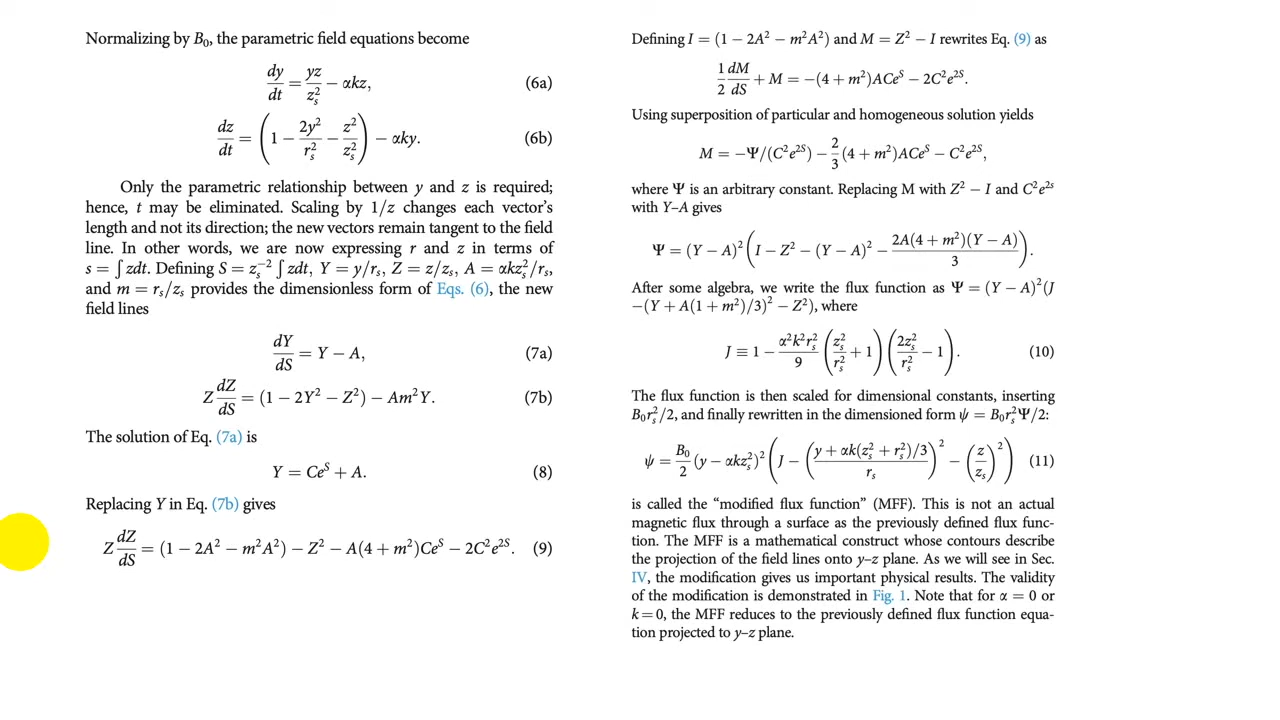 Normalizing by B₀, the parametric field equations become
dy/dt = yz/z_s² − αkz, (6a)
dz/dt = (1 − 2y²/r_s² − z²/z_s²) − αky. (6b)
Only the parametric relationship between y and z is required;
hence, t may be eliminated. Scaling by 1/z changes each vector's
length and not its direction; the new vectors remain tangent to the field
line. In other words, we are now expressing r and z in terms of
s = ∫ zdt. Defining S = z_s⁻² ∫ zdt, Y = y/r_s, Z = z/z_s, A = αkz_s²/r_s,
and m = r_s/z_s provides the dimensionless form of Eqs. (6), the new
field lines
dY/dS = Y − A, (7a)
Z dZ/dS = (1 − 2Y² − Z²) − Am²Y. (7b)
The solution of Eq. (7a) is
Y = Ce^S + A. (8)
Replacing Y in Eq. (7b) gives
Z dZ/dS = (1 − 2A² − m²A²) − Z² − A(4 + m²)Ce^S − 2C²e^{2S}. (9)
Defining I = (1 − 2A² − m²A²) and M = Z² − I rewrites Eq. (9) as
1/2 dM/dS + M = −(4 + m²)ACe^S − 2C²e^{2S}.
Using superposition of particular and homogeneous solution yields
M = −Ψ/(C²e^{2S}) − 2/3 (4 + m²)ACe^S − C²e^{2S},
where Ψ is an arbitrary constant. Replacing M with Z² − I and C²e^{2s}
with Y–A gives
Ψ = (Y − A)² (I − Z² − (Y − A)² − 2A(4 + m²)(Y − A)/3).
After some algebra, we write the flux function as Ψ = (Y − A)²(J
−(Y + A(1 + m²)/3)² − Z²), where
J ≡ 1 − α²k²r_s²/9 (z_s²/r_s² + 1)(2z_s²/r_s² − 1). (10)
The flux function is then scaled for dimensional constants, inserting
B₀r_s²/2, and finally rewritten in the dimensioned form ψ = B₀r_s²Ψ/2:
ψ = B₀/2 (y − αkz_s²)² (J − ((y + αk(z_s² + r_s²)/3)/r_s)² − (z/z_s)²) (11)
is called the "modified flux function" (MFF). This is not an actual
magnetic flux through a surface as the previously defined flux func-
tion. The MFF is a mathematical construct whose contours describe
the projection of the field lines onto y–z plane. As we will see in Sec.
IV, the modification gives us important physical results. The validity
of the modification is demonstrated in Fig. 1. Note that for α = 0 or
k = 0, the MFF reduces to the previously defined flux function equa-
tion projected to y–z plane.